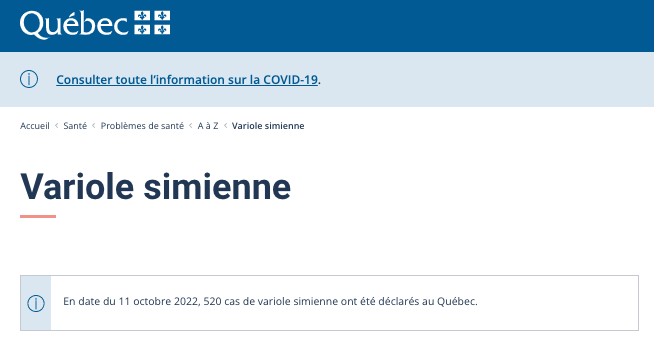 Québec
Consulter toute l’information sur la COVID-19.
Accueil < Santé < Problèmes de santé < A à Z < Variole simienne
Variole simienne
En date du 11 octobre 2022, 520 cas de variole simienne ont été déclarés au Québec.